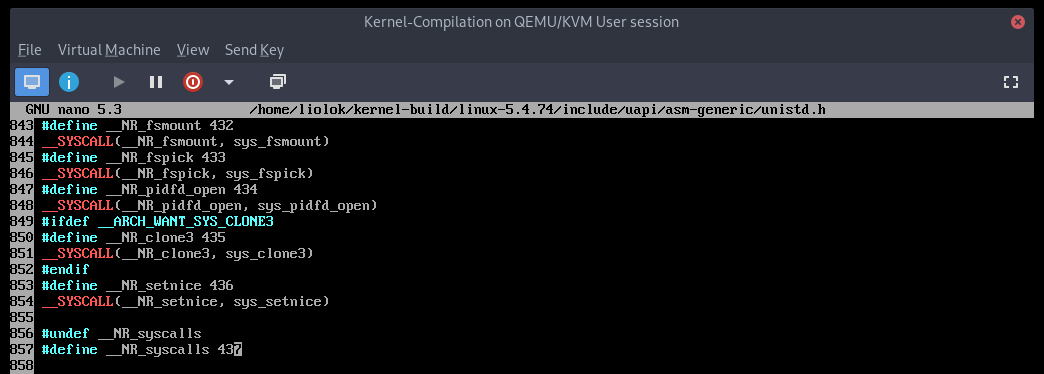 Kernel-Compilation on QEMU/KVM User session
File Virtual Machine View Send Key
GNU nano 5.3 /home/liolok/kernel-build/linux-5.4.74/include/uapi/asm-generic/unistd.h
843 #define __NR_fsmount 432
844 __SYSCALL(__NR_fsmount, sys_fsmount)
845 #define __NR_fspick 433
846 __SYSCALL(__NR_fspick, sys_fspick)
847 #define __NR_pidfd_open 434
848 __SYSCALL(__NR_pidfd_open, sys_pidfd_open)
849 #ifdef __ARCH_WANT_SYS_CLONE3
850 #define __NR_clone3 435
851 __SYSCALL(__NR_clone3, sys_clone3)
852 #endif
853 #define __NR_setnice 436
854 __SYSCALL(__NR_setnice, sys_setnice)
855
856 #undef __NR_syscalls
857 #define __NR_syscalls 437
858